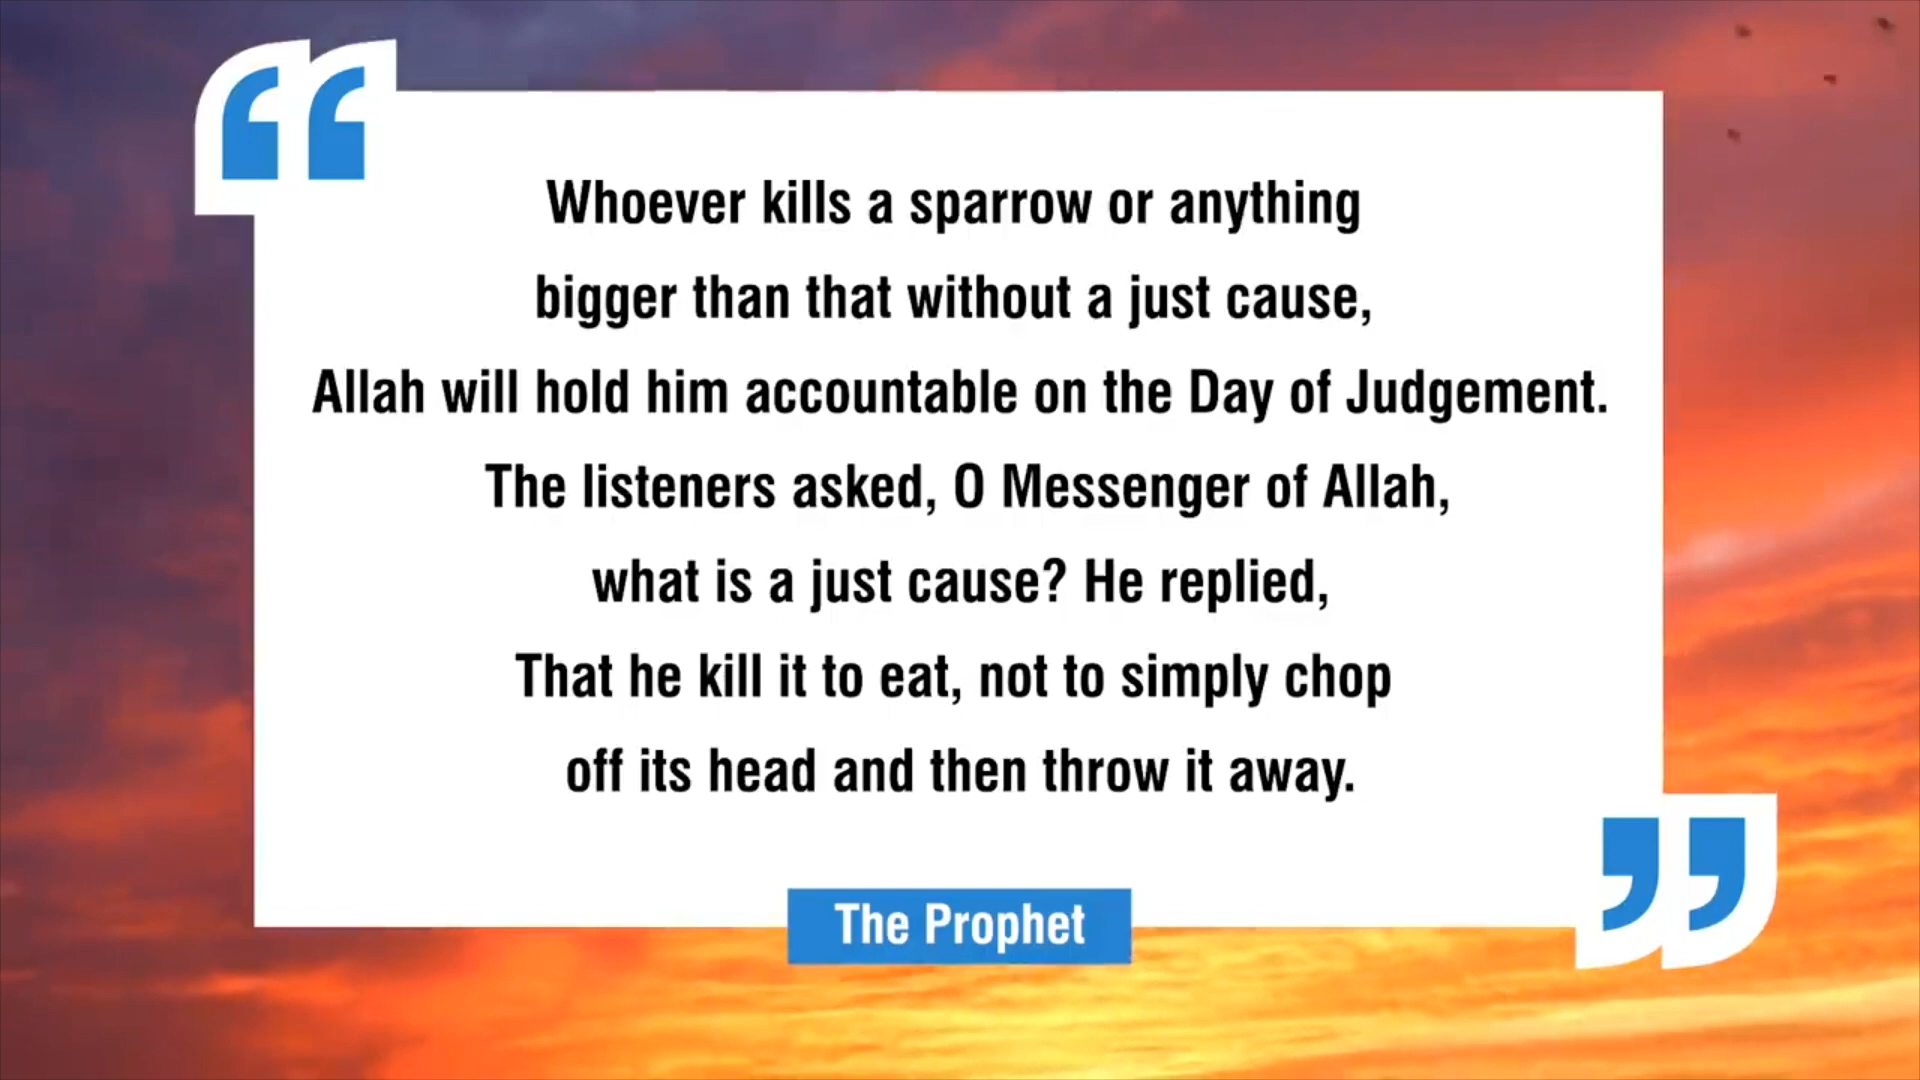 Whoever kills a sparrow or anything
bigger than that without a just cause,
Allah will hold him accountable on the Day of Judgement.
The listeners asked, O Messenger of Allah,
what is a just cause? He replied,
That he kill it to eat, not to simply chop
off its head and then throw it away.
The Prophet